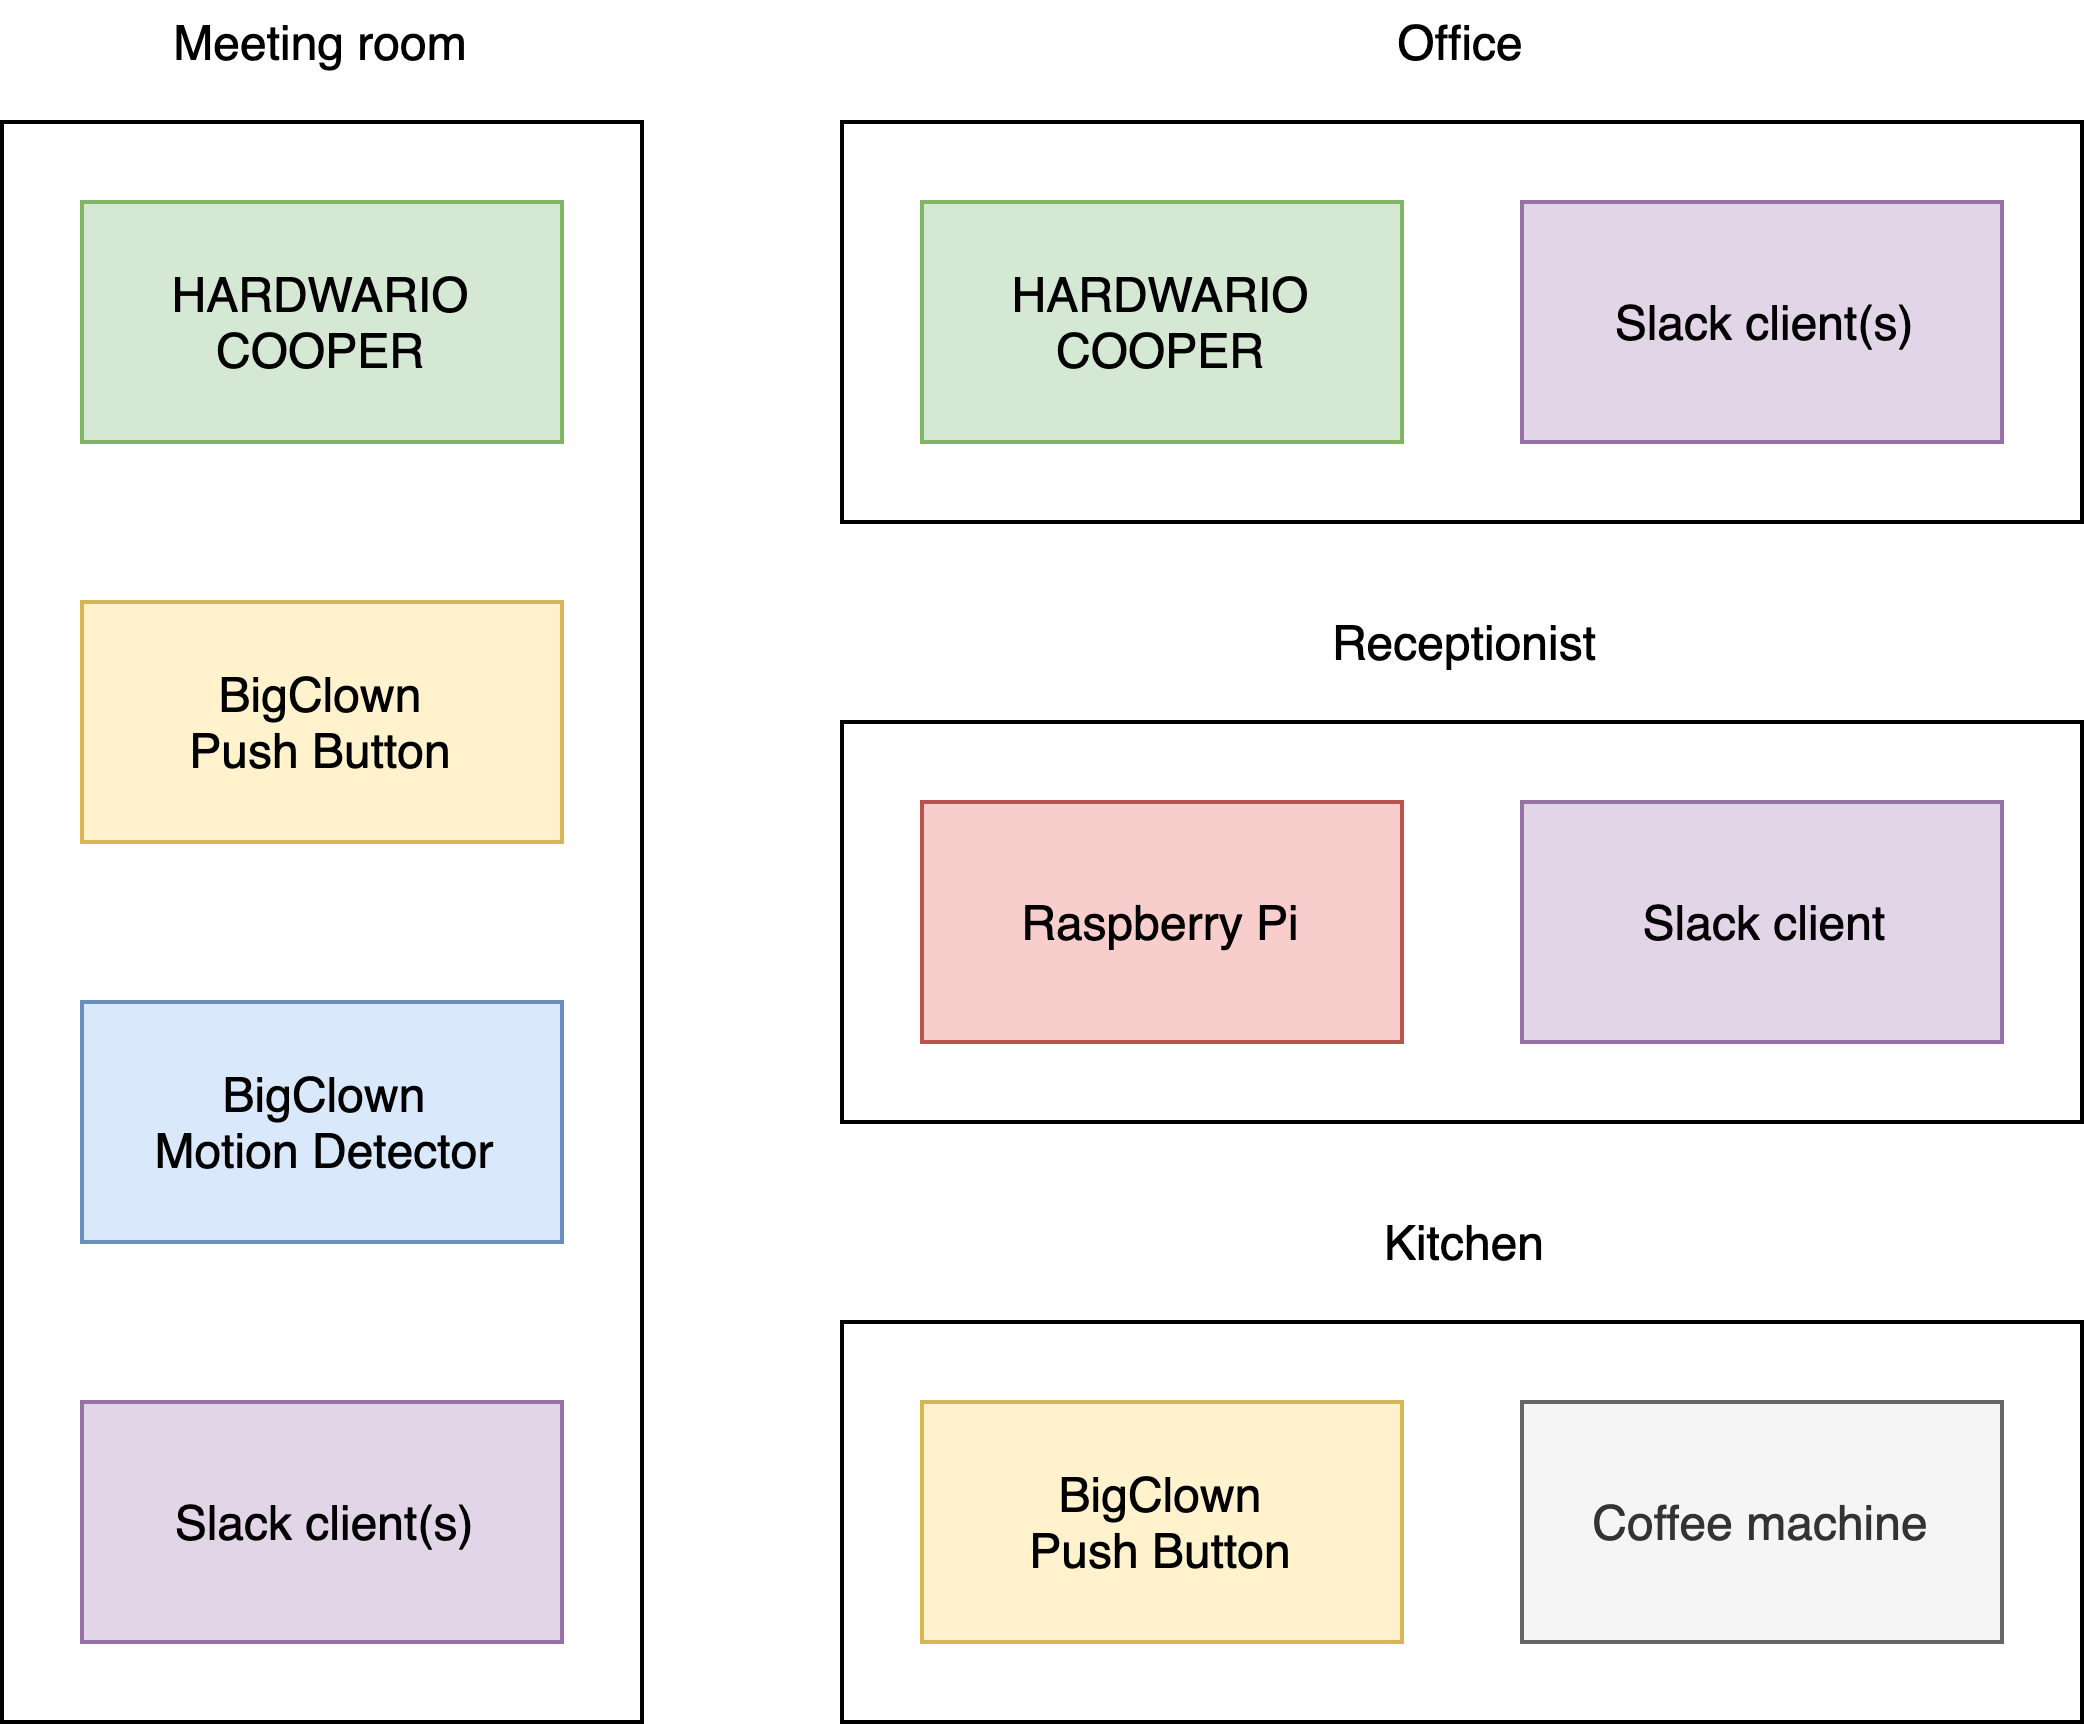 Meeting room
HARDWARIO
COOPER
BigClown
Push Button
BigClown
Motion Detector
Slack client(s)
Office
HARDWARIO
COOPER
Slack client(s)
Receptionist
Raspberry Pi
Slack client
Kitchen
BigClown
Push Button
Coffee machine